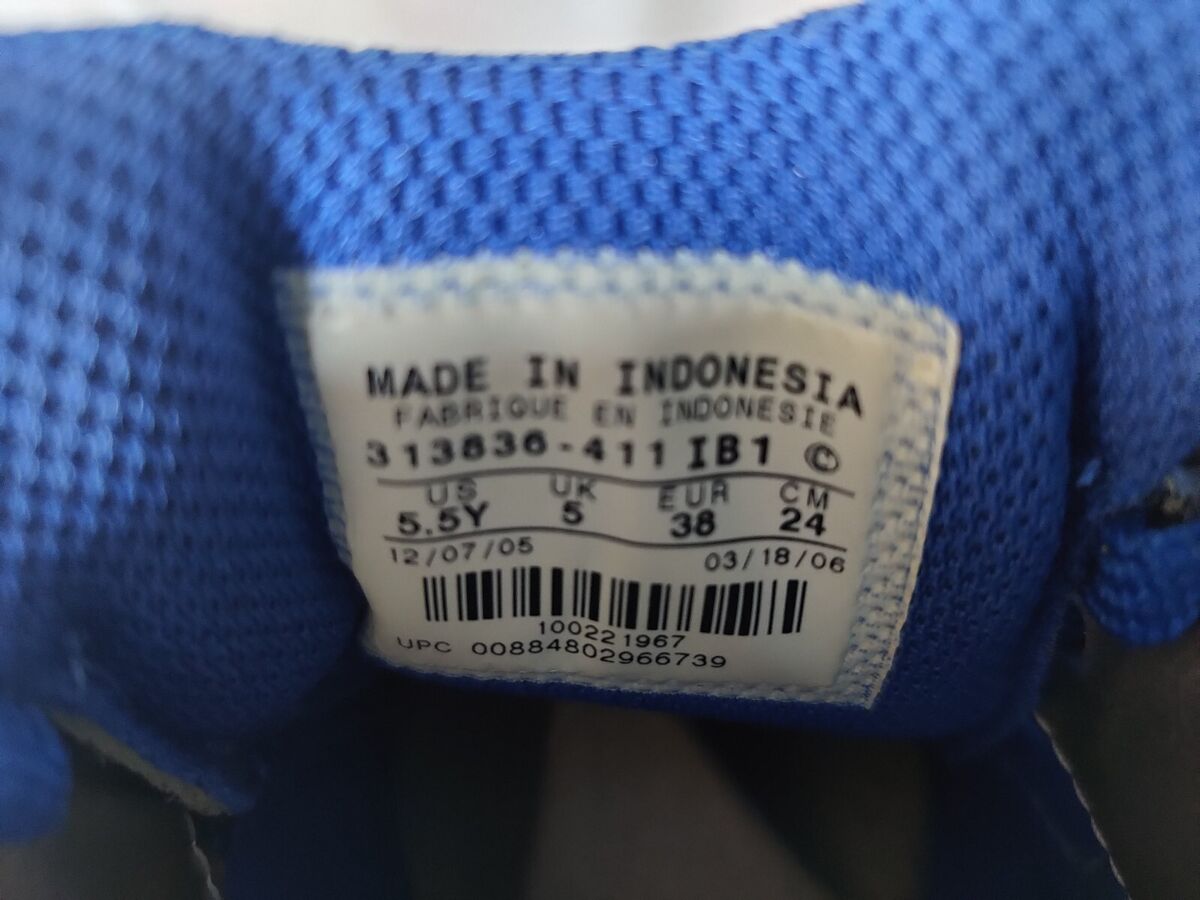 MADE IN INDONESIA
FABRIQUE EN INDONESIE
313636-411 IB1 ©
US UK EUR CM
5.5Y 5 38 24
12/07/05 03/18/06
100221967
UPC 00884802966739